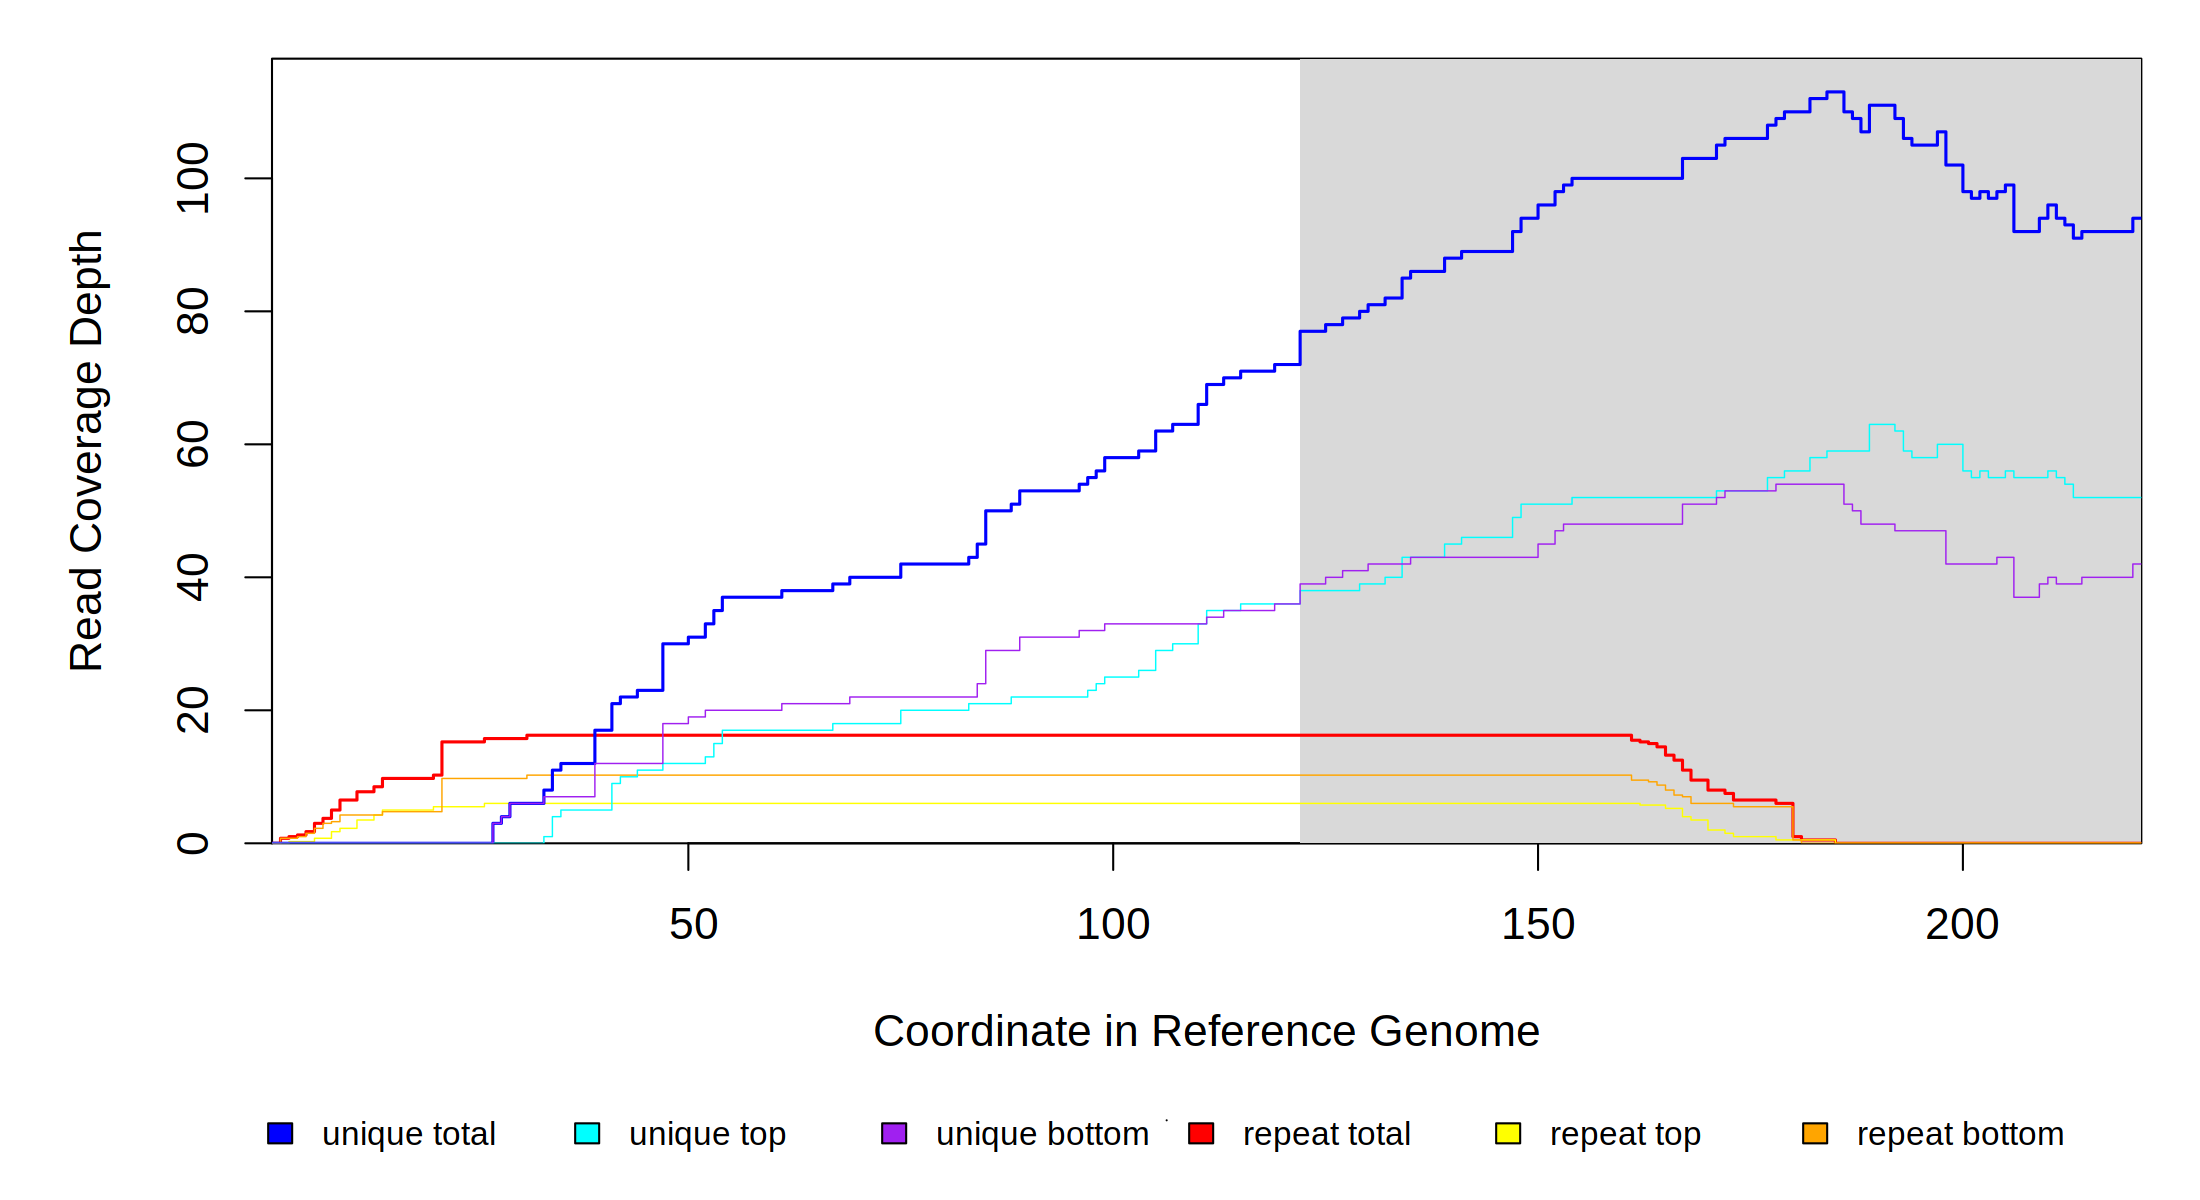 Read Coverage Depth
100
80
60
40
20
0
50 100 150 200
Coordinate in Reference Genome
unique total unique top unique bottom repeat total repeat top repeat bottom